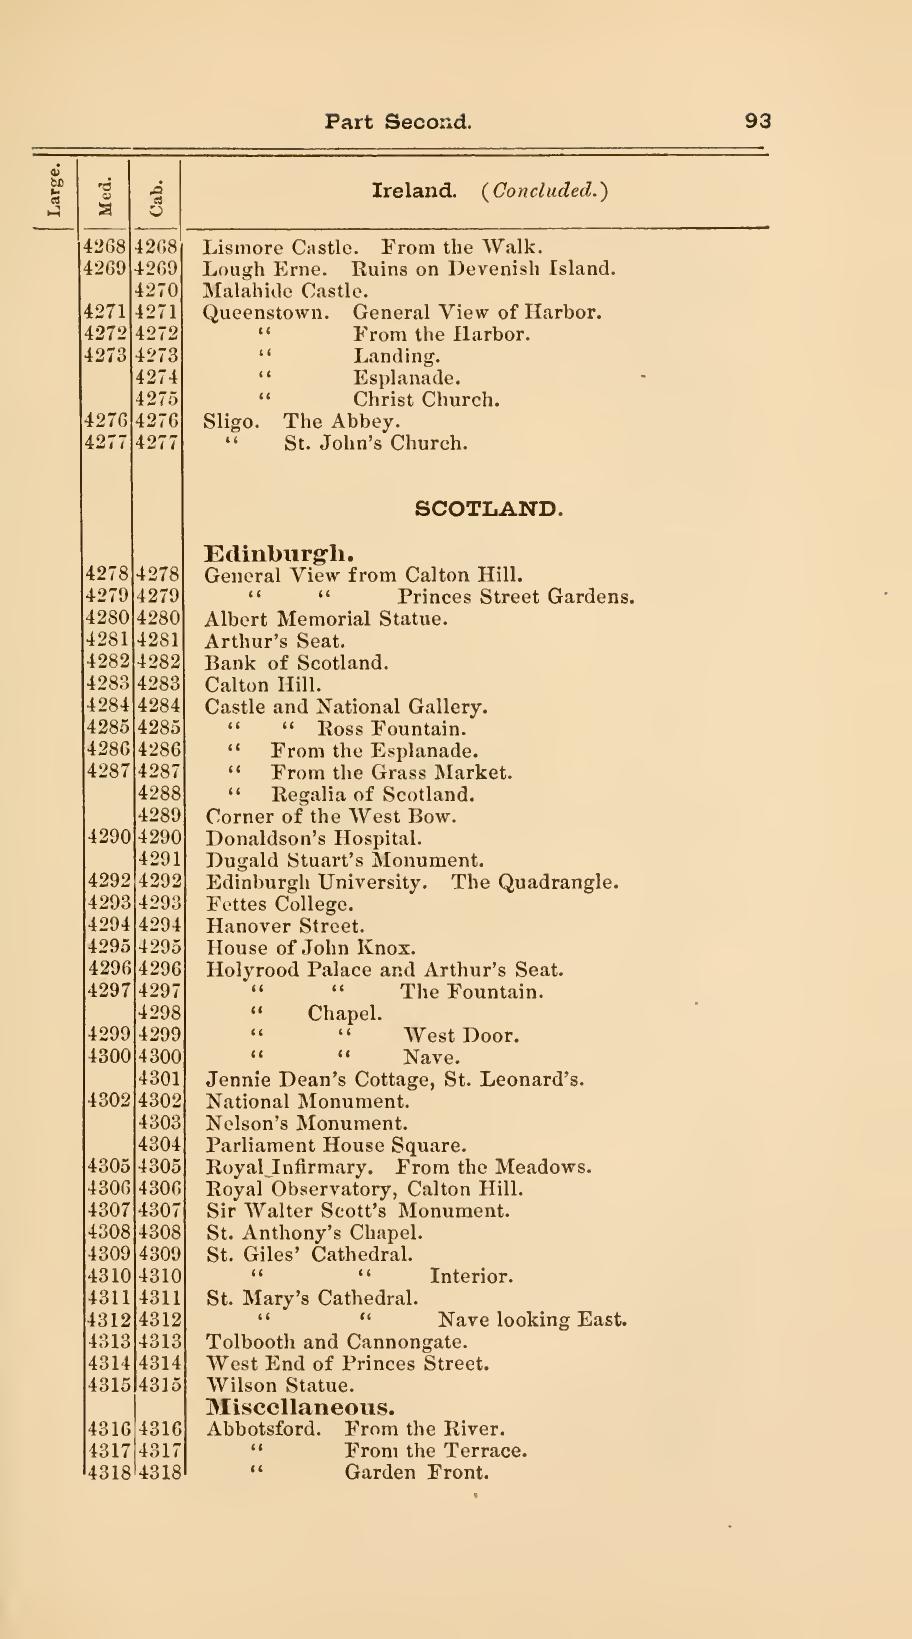 Part Second. 93
Large. Med. Cab. Ireland. (Concluded.)
4268 4268 Lismore Castle. From the Walk.
4269 4269 Lough Erne. Ruins on Devenish Island.
4270 Malahide Castle.
4271 4271 Queenstown. General View of Harbor.
4272 4272 “ From the Harbor.
4273 4273 “ Landing.
4274 “ Esplanade.
4275 “ Christ Church.
4276 4276 Sligo. The Abbey.
4277 4277 “ St. John's Church.
SCOTLAND.
Edinburgh.
4278 4278 General View from Calton Hill.
4279 4279 “ “ Princes Street Gardens.
4280 4280 Albert Memorial Statue.
4281 4281 Arthur's Seat.
4282 4282 Bank of Scotland.
4283 4283 Calton Hill.
4284 4284 Castle and National Gallery.
4285 4285 “ “ Ross Fountain.
4286 4286 “ From the Esplanade.
4287 4287 “ From the Grass Market.
4288 “ Regalia of Scotland.
4289 Corner of the West Bow.
4290 4290 Donaldson's Hospital.
4291 Dugald Stuart's Monument.
4292 4292 Edinburgh University. The Quadrangle.
4293 4293 Fettes College.
4294 4294 Hanover Street.
4295 4295 House of John Knox.
4296 4296 Holyrood Palace and Arthur's Seat.
4297 4297 “ “ The Fountain.
4298 “ Chapel.
4299 4299 “ “ West Door.
4300 4300 “ “ Nave.
4301 Jennie Dean's Cottage, St. Leonard's.
4302 4302 National Monument.
4303 Nelson's Monument.
4304 Parliament House Square.
4305 4305 Royal Infirmary. From the Meadows.
4306 4306 Royal Observatory, Calton Hill.
4307 4307 Sir Walter Scott's Monument.
4308 4308 St. Anthony's Chapel.
4309 4309 St. Giles' Cathedral.
4310 4310 “ “ Interior.
4311 4311 St. Mary's Cathedral.
4312 4312 “ “ Nave looking East.
4313 4313 Tolbooth and Cannongate.
4314 4314 West End of Princes Street.
4315 4315 Wilson Statue.
Miscellaneous.
4316 4316 Abbotsford. From the River.
4317 4317 “ From the Terrace.
4318 4318 “ Garden Front.